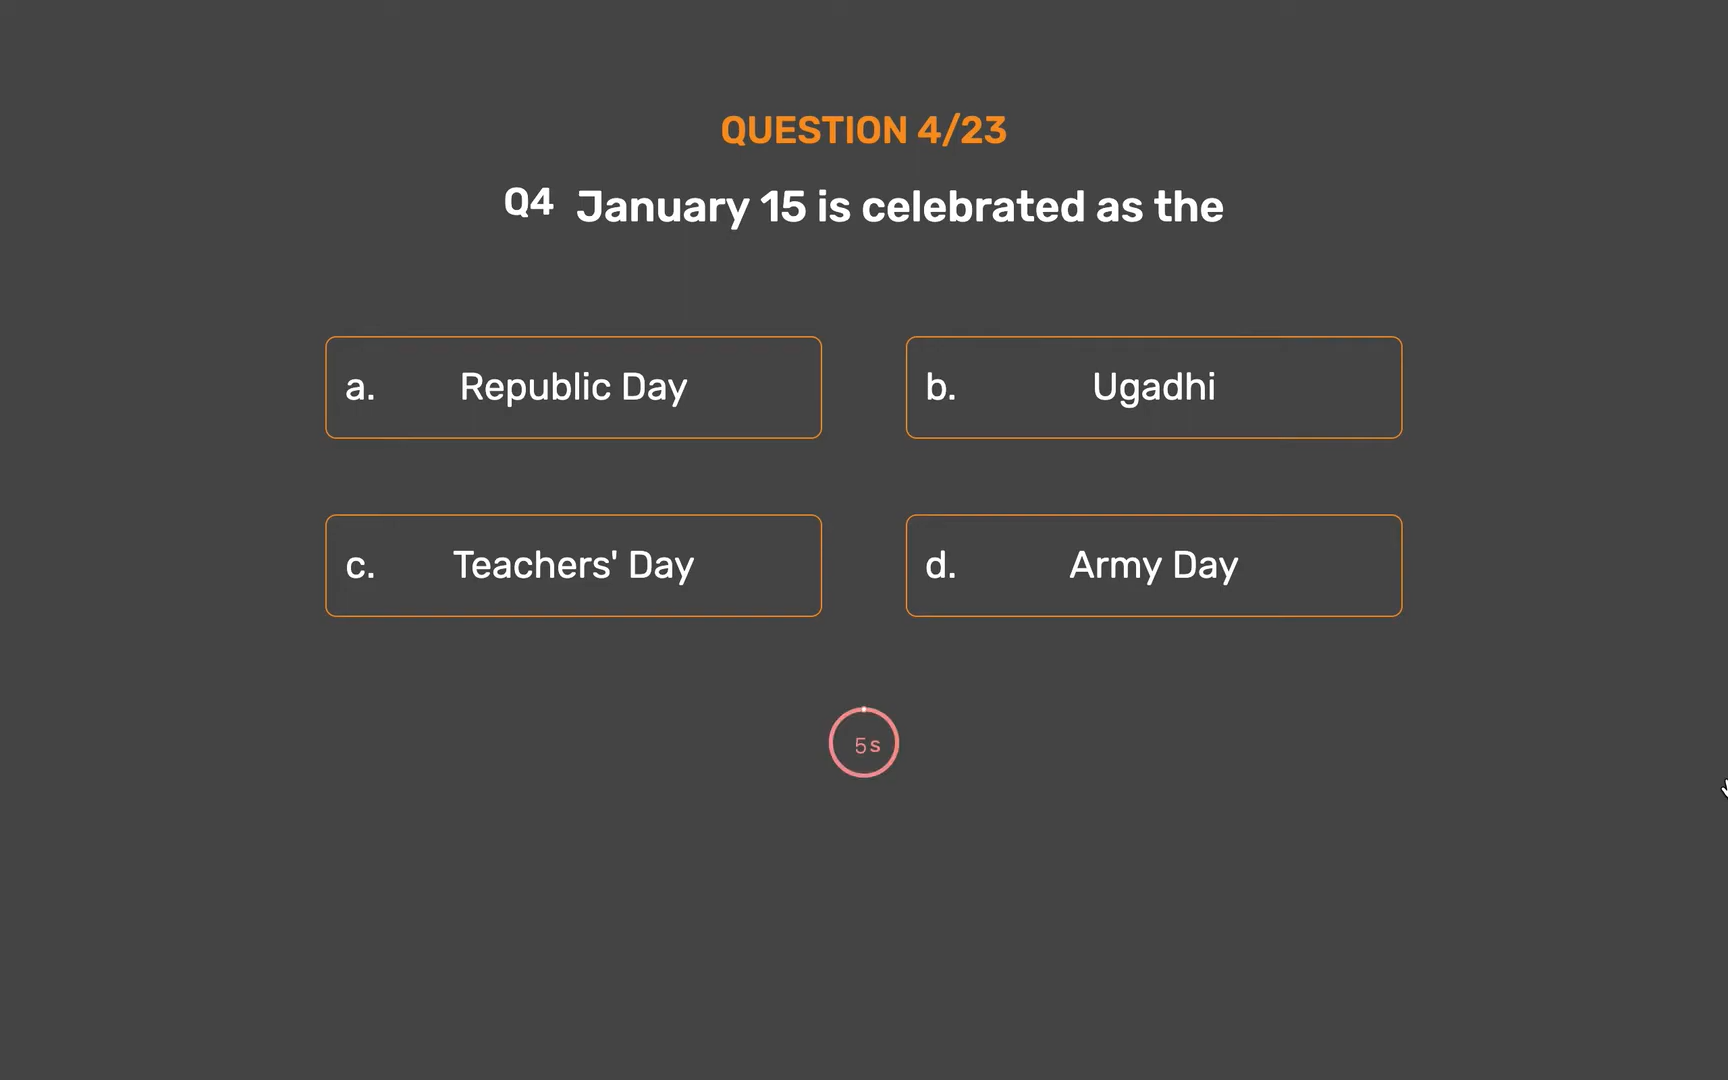 QUESTION 4/23
Q4 January 15 is celebrated as the
a. Republic Day
b. Ugadhi
c. Teachers' Day
d. Army Day
5s